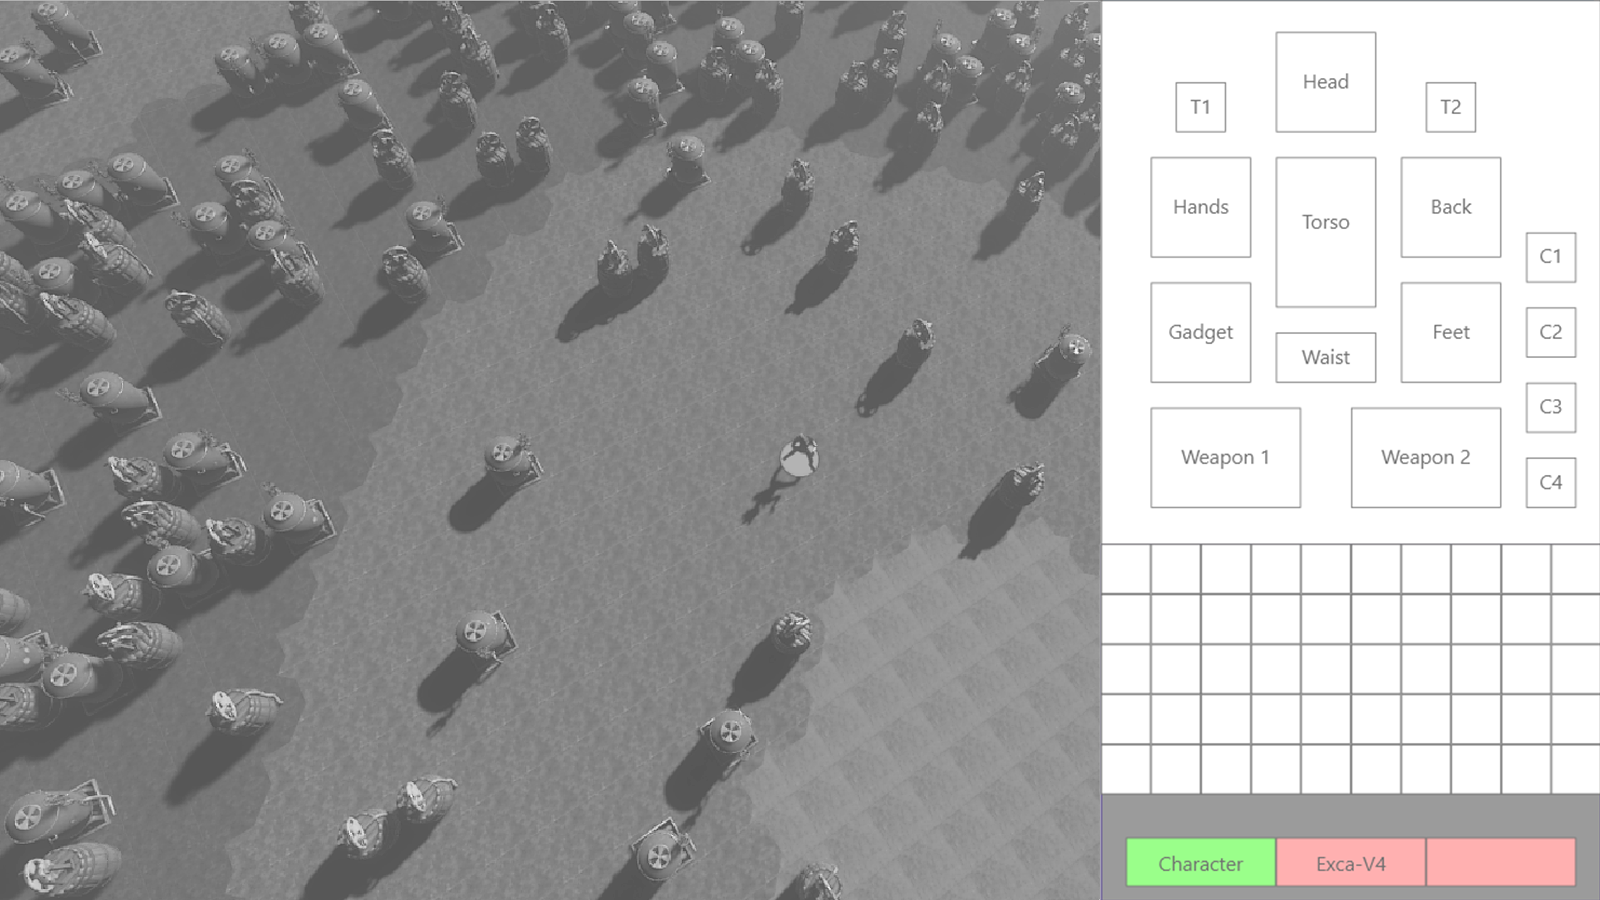 Head
T1
T2
Hands
Torso
Back
C1
Gadget
Waist
Feet
C2
C3
Weapon 1
Weapon 2
C4
Character
Exca-V4